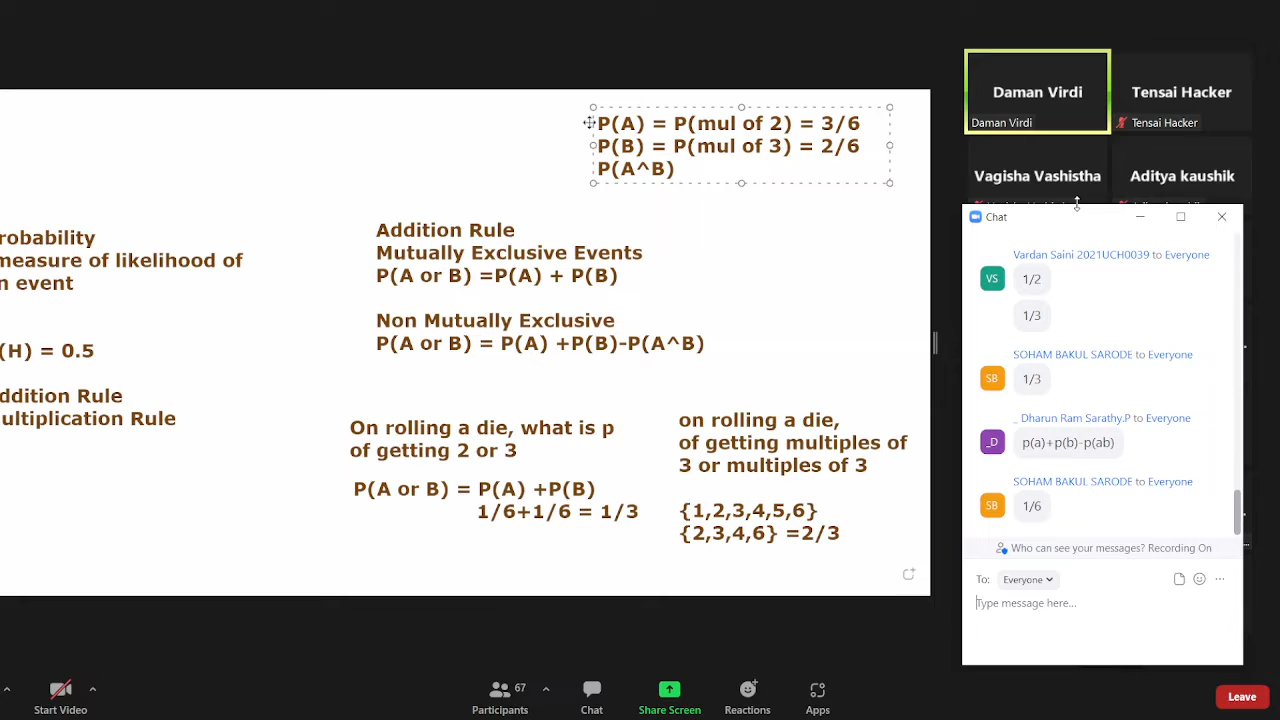 P(A) = P(mul of 2) = 3/6
P(B) = P(mul of 3) = 2/6
P(A^B)
robability
measure of likelihood of
n event
(H) = 0.5
ddition Rule
ultiplication Rule
Addition Rule
Mutually Exclusive Events
P(A or B) =P(A) + P(B)
Non Mutually Exclusive
P(A or B) = P(A) +P(B)-P(A^B)
On rolling a die, what is p
of getting 2 or 3
P(A or B) = P(A) +P(B)
1/6+1/6 = 1/3
on rolling a die,
of getting multiples of
3 or multiples of 3
{1,2,3,4,5,6}
{2,3,4,6} =2/3
Daman Virdi
Daman Virdi
Tensai Hacker
Tensai Hacker
Vagisha Vashistha
Aditya kaushik
Chat
Vardan Saini 2021UCH0039 to Everyone
VS
1/2
1/3
SOHAM BAKUL SARODE to Everyone
SB
1/3
_ Dharun Ram Sarathy.P to Everyone
_D
p(a)+p(b)-p(ab)
SOHAM BAKUL SARODE to Everyone
SB
1/6
Who can see your messages? Recording On
To: Everyone
Type message here...
Start Video
67
Participants
Chat
Share Screen
Reactions
Apps
Leave